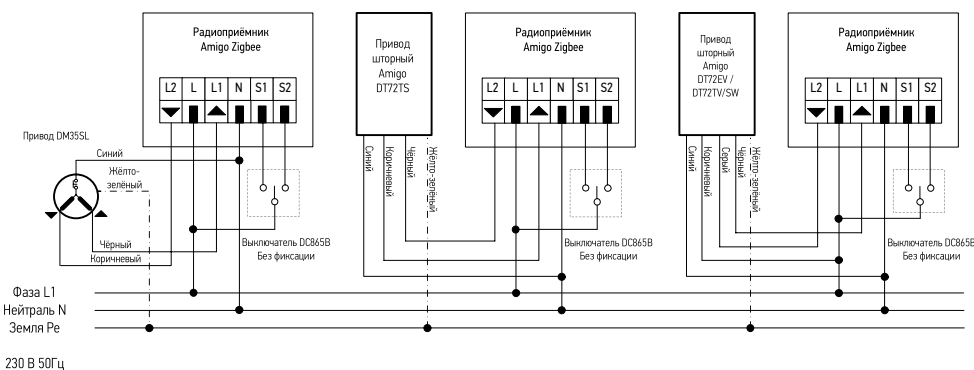 Радиоприёмник
Amigo Zigbee
L2 L L1 N S1 S2
Привод DM35SL
Синий
Жёлто-
зелёный
Чёрный
Коричневый
Выключатель DC865B
Без фиксации
Привод
шторный
Amigo
DT72TS
Синий
Коричневый
Чёрный
Жёлто-зелёный
Радиоприёмник
Amigo Zigbee
L2 L L1 N S1 S2
Выключатель DC865B
Без фиксации
Привод
шторный
Amigo
DT72EV /
DT72TV/SW
Синий
Коричневый
Серый
Чёрный
Жёлто-зелёный
Радиоприёмник
Amigo Zigbee
L2 L L1 N S1 S2
Выключатель DC865B
Без фиксации
Фаза L1
Нейтраль N
Земля Pe
230 В 50Гц